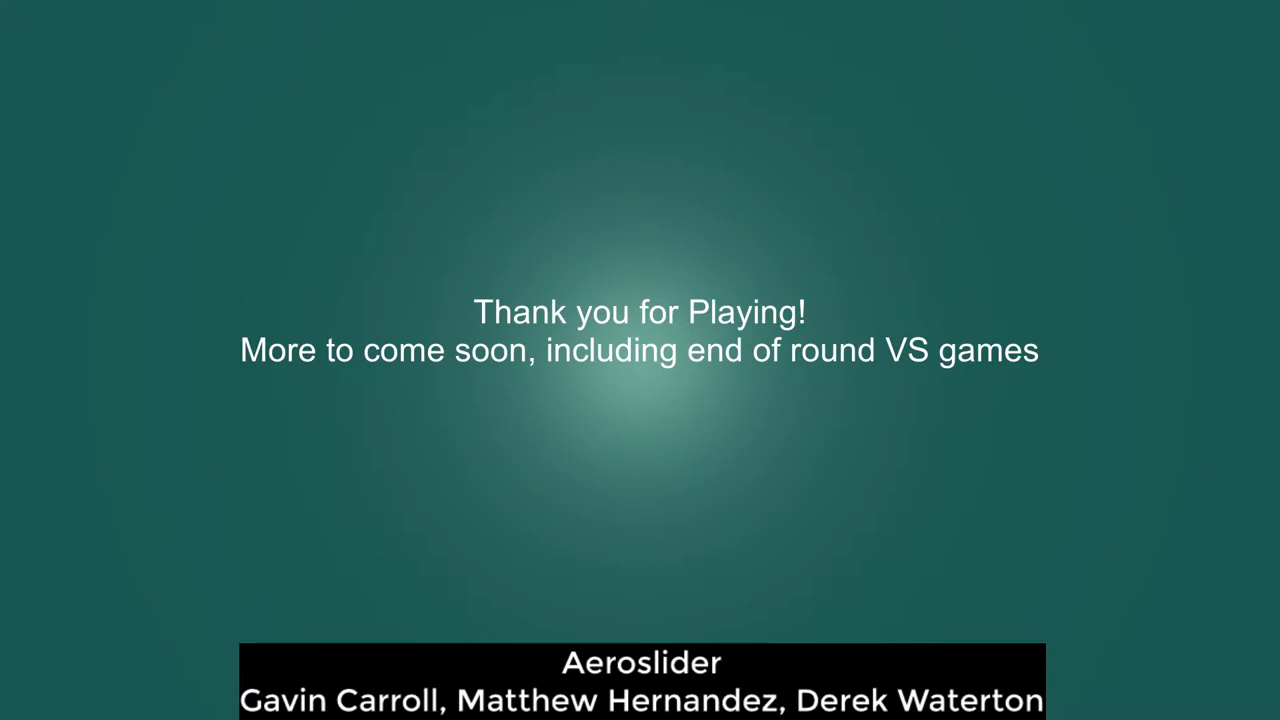 Thank you for Playing!
More to come soon, including end of round VS games
Aeroslider
Gavin Carroll, Matthew Hernandez, Derek Waterton